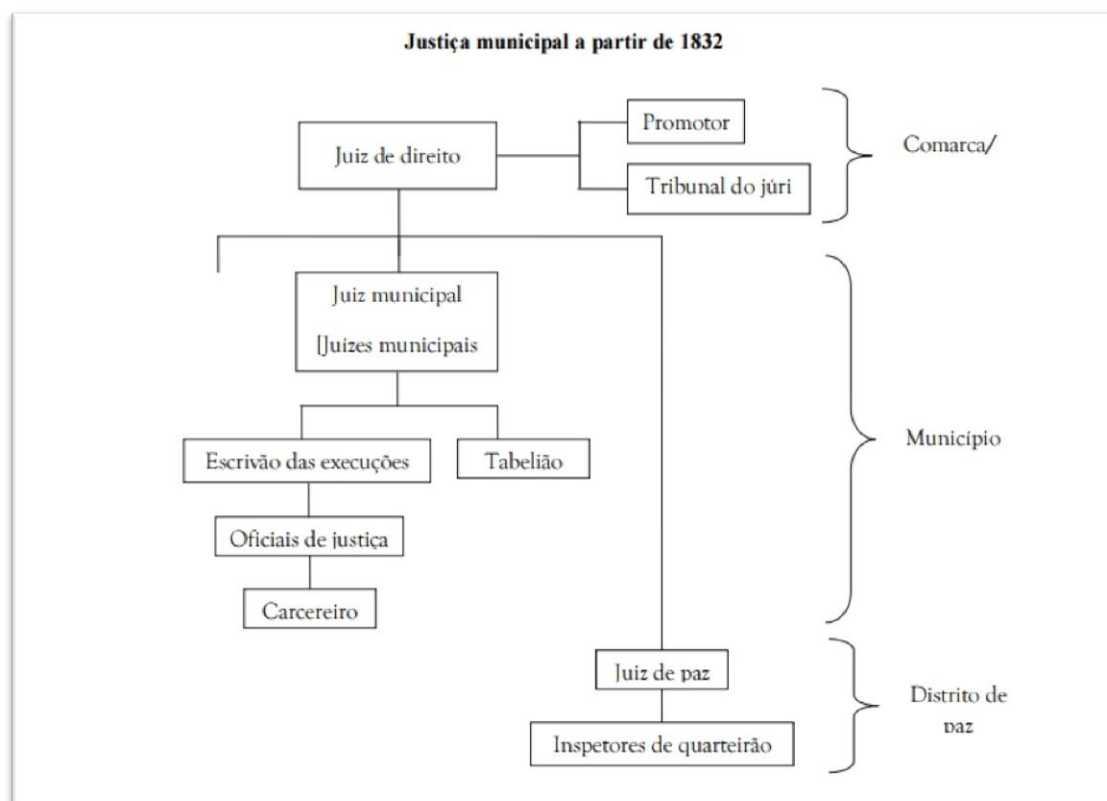 Justiça municipal a partir de 1832
Promotor
Juiz de direito
Comarca/
Tribunal do júri
Juiz municipal
[Juízes municipais
Município
Escrivão das execuções
Tabelião
Oficiais de justiça
Carcereiro
Juiz de paz
Distrito de
paz
Inspetores de quarteirão